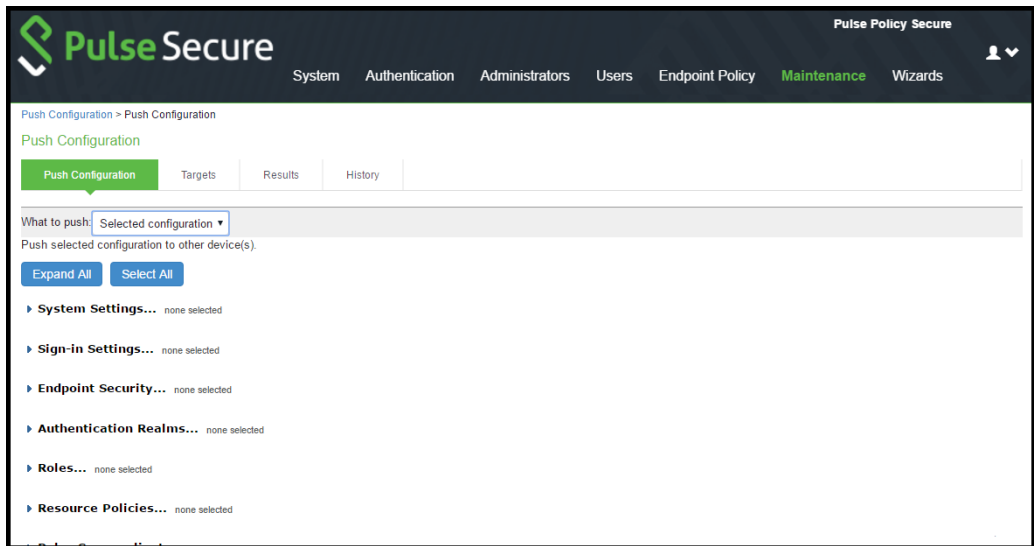 Pulse Policy Secure
Pulse Secure
System Authentication Administrators Users Endpoint Policy Maintenance Wizards
Push Configuration > Push Configuration
Push Configuration
Push Configuration Targets Results History
What to push: Selected configuration
Push selected configuration to other device(s).
Expand All Select All
System Settings... none selected
Sign-in Settings... none selected
Endpoint Security... none selected
Authentication Realms... none selected
Roles... none selected
Resource Policies... none selected